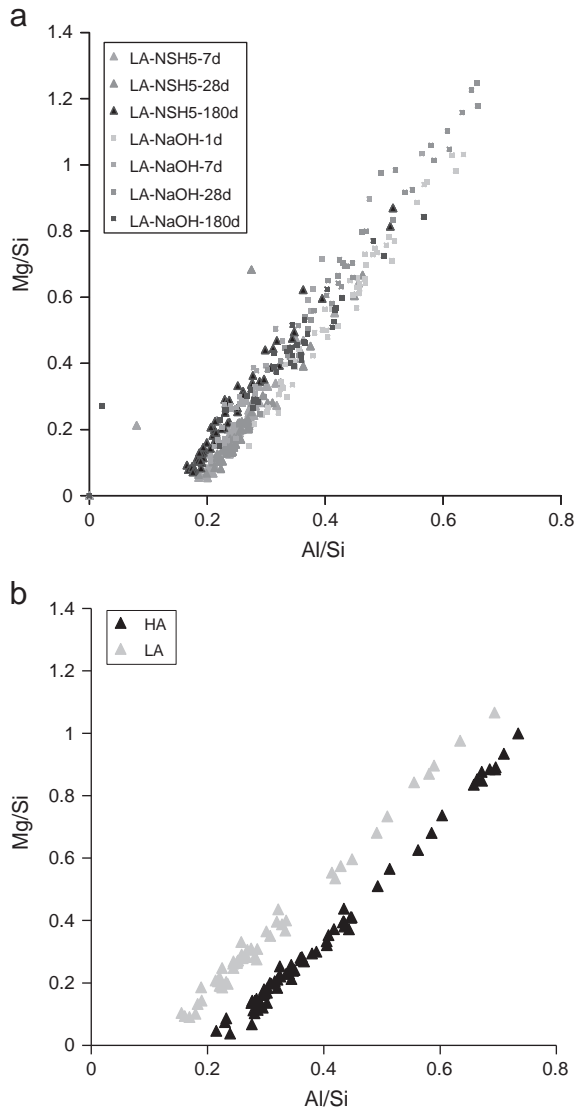 a
1.4
1.2
1
0.8
0.6
0.4
0.2
0
Mg/Si
LA-NSH5-7d
LA-NSH5-28d
LA-NSH5-180d
LA-NaOH-1d
LA-NaOH-7d
LA-NaOH-28d
LA-NaOH-180d
0 0.2 0.4 0.6 0.8
Al/Si
b
1.4
1.2
1
0.8
0.6
0.4
0.2
0
Mg/Si
HA
LA
0 0.2 0.4 0.6 0.8
Al/Si